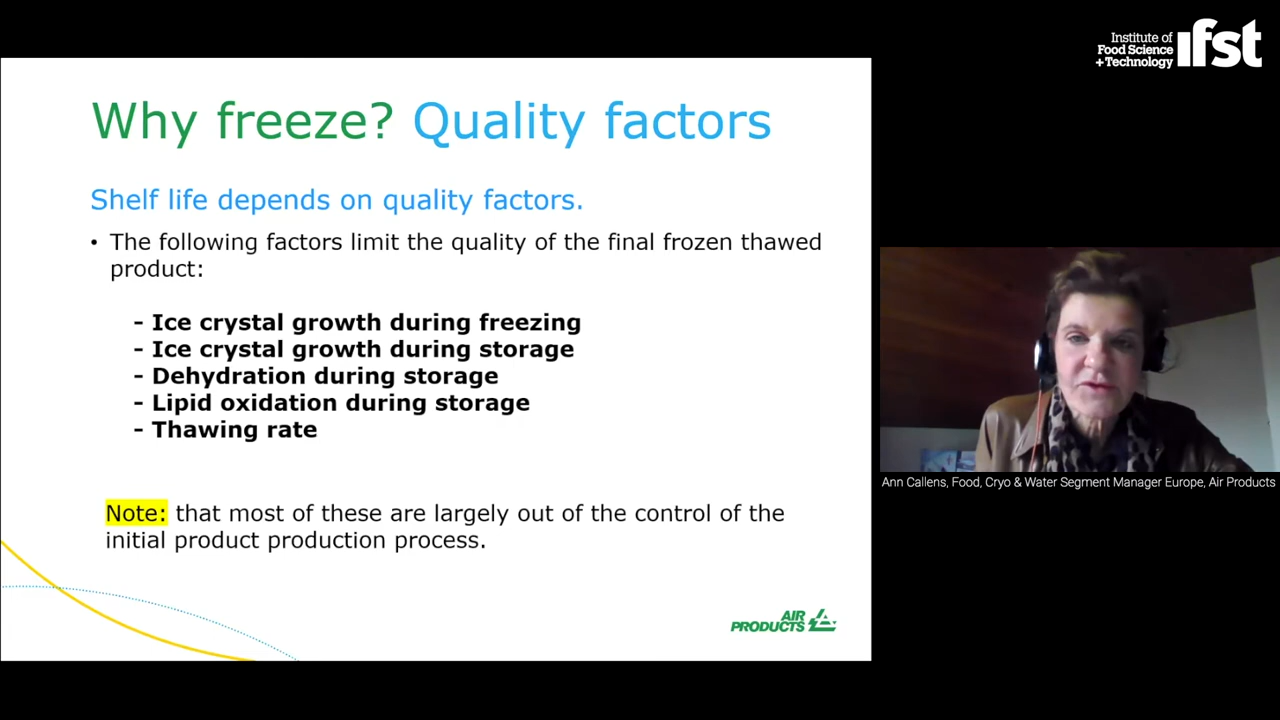 Institute of
Food Science
+Technology
ifst
Why freeze? Quality factors
Shelf life depends on quality factors.
• The following factors limit the quality of the final frozen thawed
product:
- Ice crystal growth during freezing
- Ice crystal growth during storage
- Dehydration during storage
- Lipid oxidation during storage
- Thawing rate
Note: that most of these are largely out of the control of the
initial product production process.
AIR
PRODUCTS
Ann Callens, Food, Cryo & Water Segment Manager Europe, Air Products